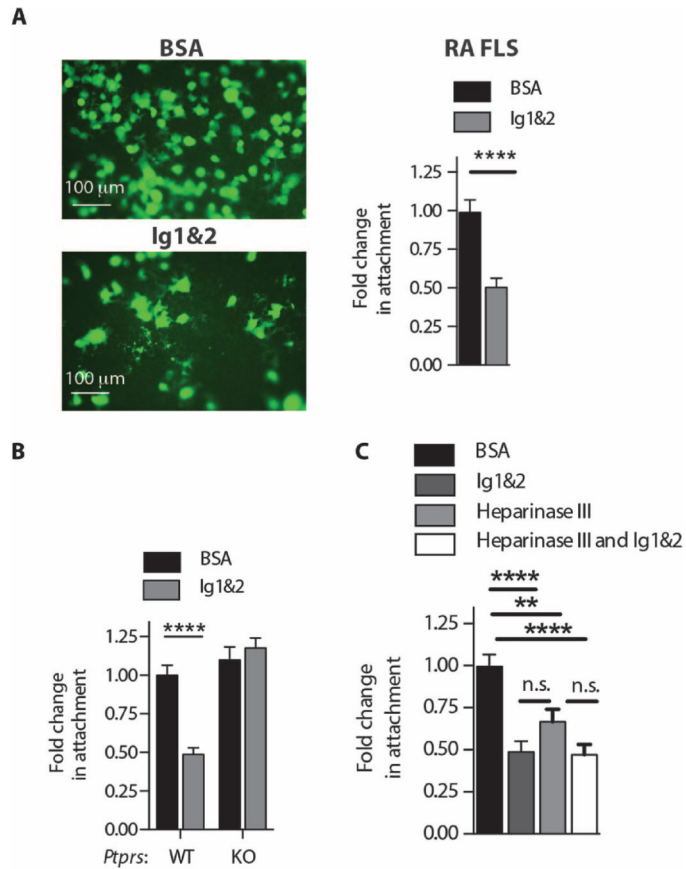 A
BSA
100 μm
Ig1&2
100 μm
RA FLS
BSA
Ig1&2
****
Fold change
in attachment
1.25
1.00
0.75
0.50
0.25
0.00
B
BSA
Ig1&2
****
Fold change
in attachment
1.25
1.00
0.75
0.50
0.25
0.00
Ptprs: WT KO
C
BSA
Ig1&2
Heparinase III
Heparinase III and Ig1&2
****
**
****
n.s. n.s.
Fold change
in attachment
1.00
0.75
0.50
0.25
0.00